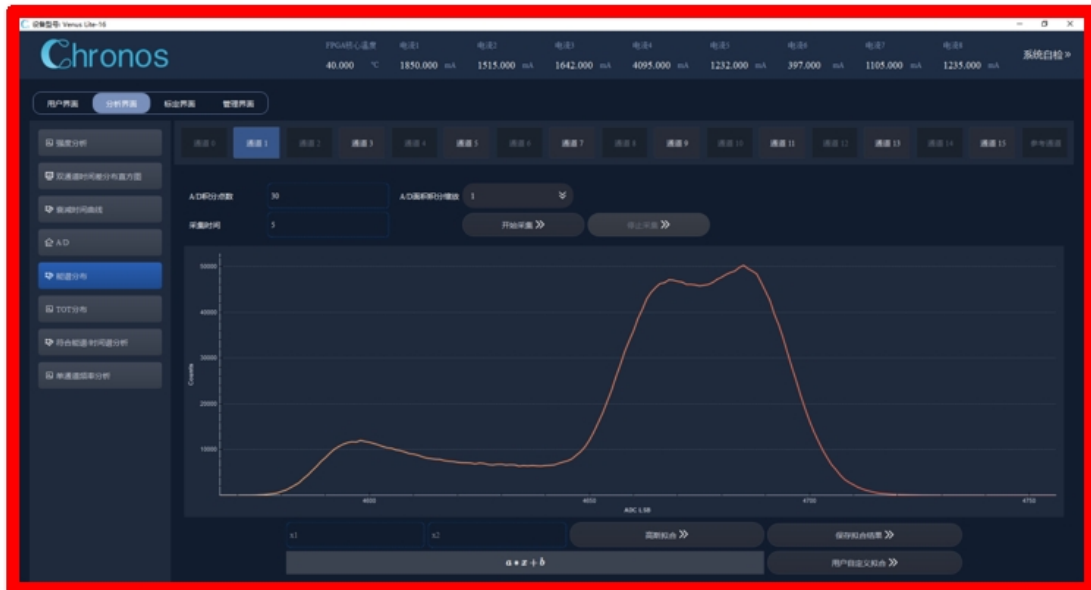 设备型号: Venus Lite-16
Chronos
FPGA核心温度 电流1 电流2 电流3 电流4 电流5 电流6 电流7 电流8
40.000 ℃ 1850.000 mA 1515.000 mA 1642.000 mA 4095.000 mA 1232.000 mA 397.000 mA 1105.000 mA 1235.000 mA
系统自检
用户界面 分析界面 标定界面 管理界面
强度分析
双通道时间差分布直方图
衰减时间曲线
A/D
能谱分布
TOT分布
符合能谱/时间谱分析
单通道频率分析
通道 0 通道 1 通道 2 通道 3 通道 4 通道 5 通道 6 通道 7 通道 8 通道 9 通道 10 通道 11 通道 12 通道 13 通道 14 通道 15 参考通道
A/D积分点数 30 A/D面积积分缩放 1
采集时间 5 开始采集 停止采集
50000
40000
30000
20000
10000
Counts
4600 4650 4700 4750
ADC LSB
x1 x2 高斯拟合 保存拟合结果
a * x + b 用户自定义拟合